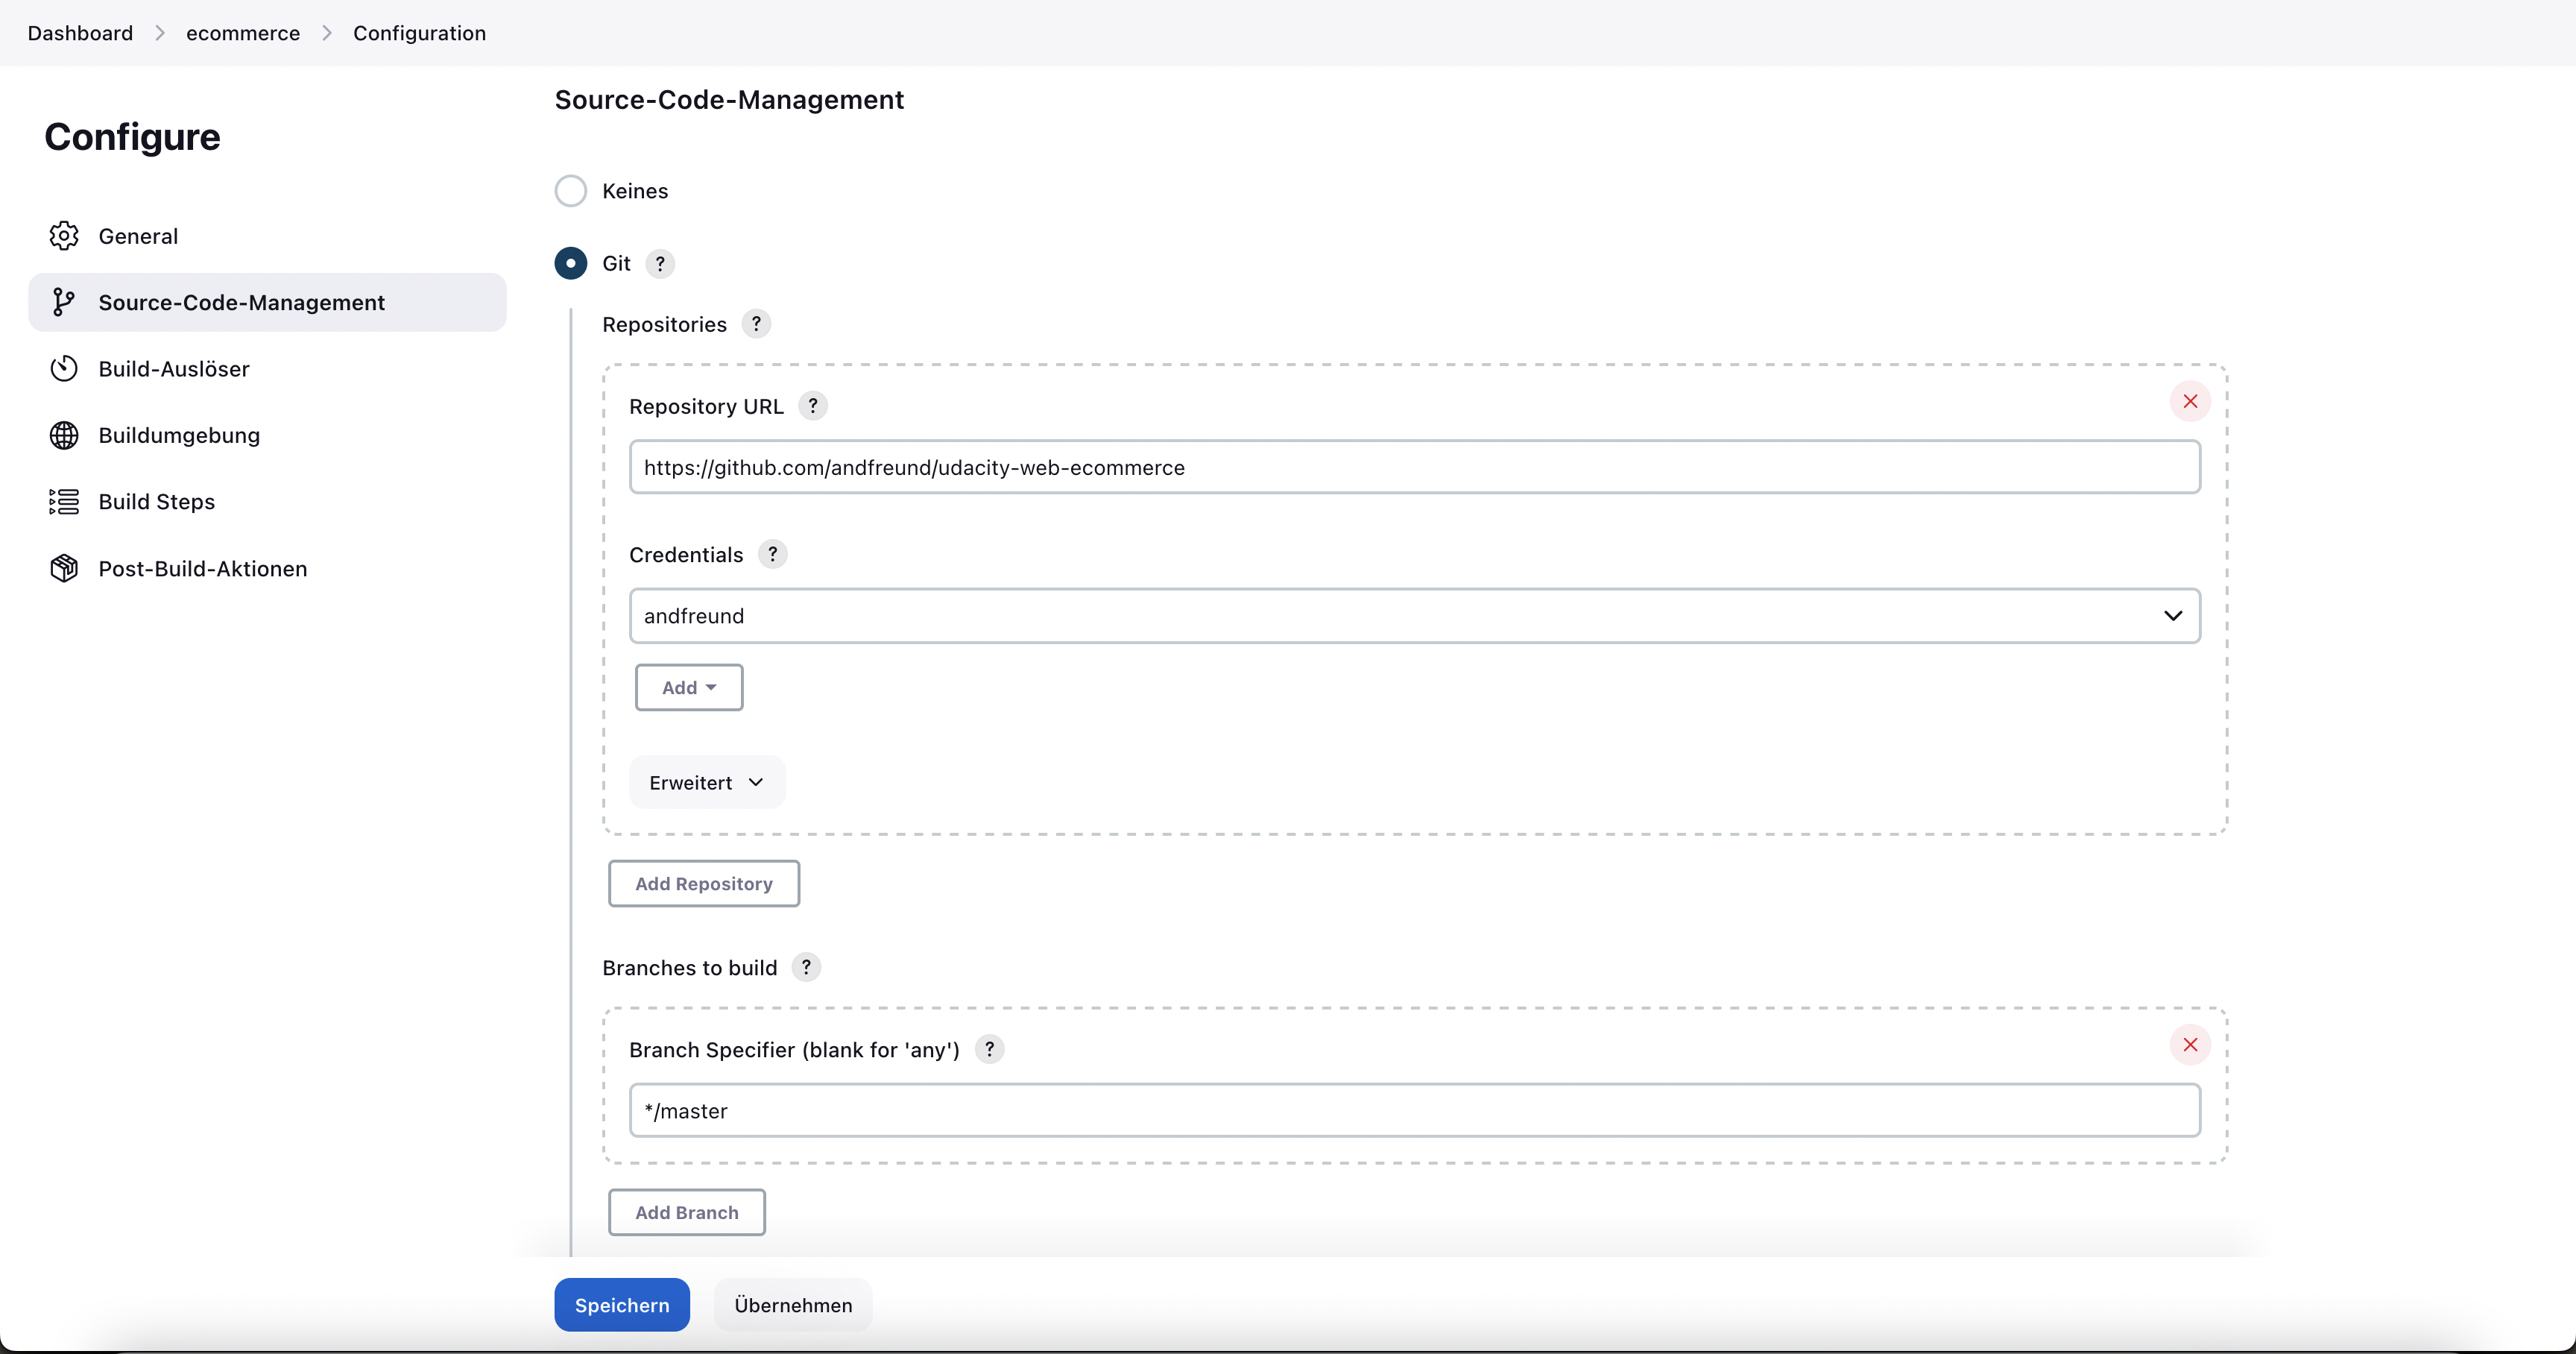 Dashboard > ecommerce > Configuration
Configure
General
Source-Code-Management
Build-Auslöser
Buildumgebung
Build Steps
Post-Build-Aktionen
Source-Code-Management
Keines
Git ?
Repositories ?
Repository URL ?
https://github.com/andfreund/udacity-web-ecommerce
Credentials ?
andfreund
Add
Erweitert
Add Repository
Branches to build ?
Branch Specifier (blank for 'any') ?
*/master
Add Branch
Speichern Übernehmen